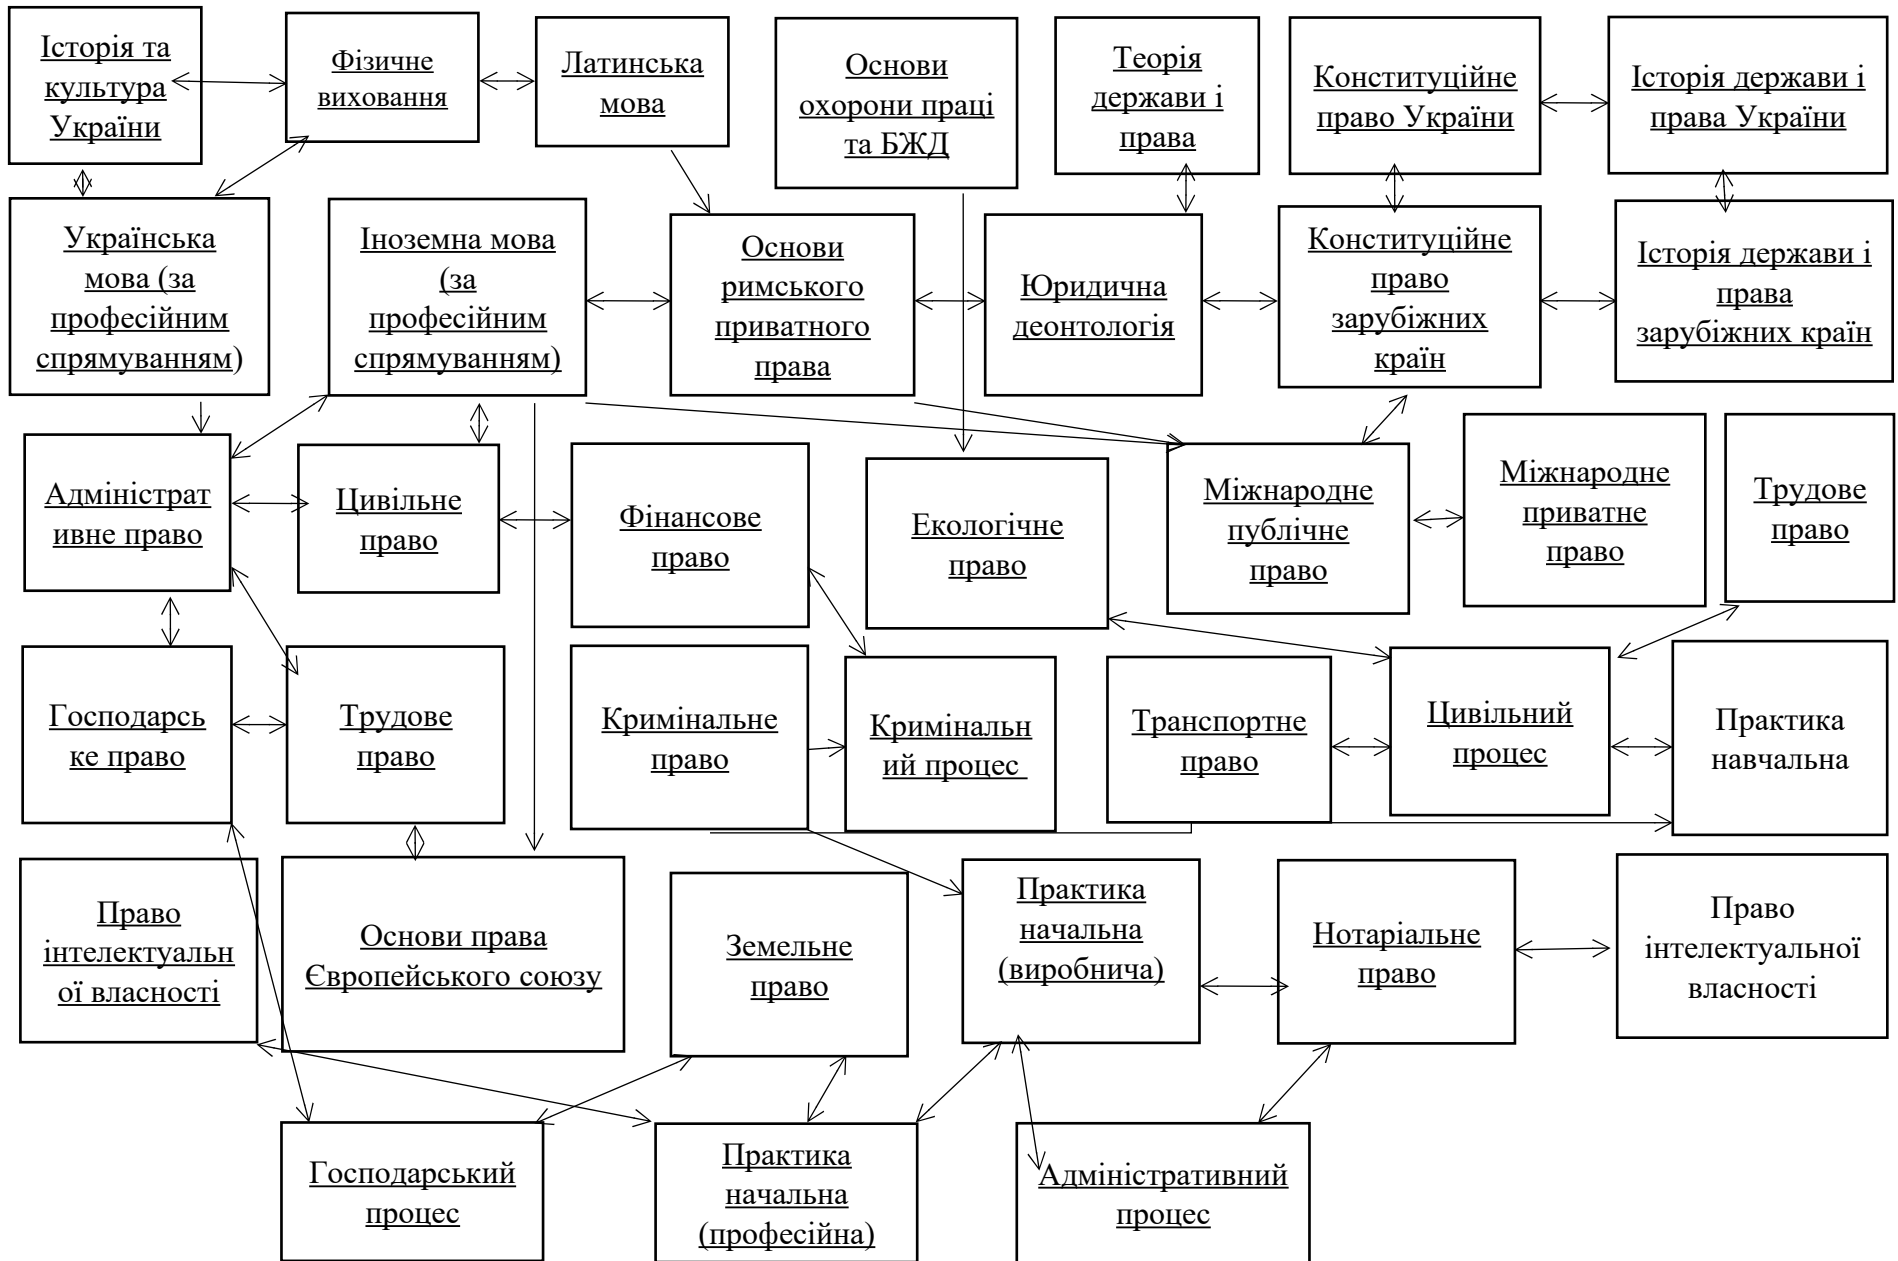 Історія та
культура
України
Фізичне
виховання
Латинська
мова
Основи
охорони праці
та БЖД
Теорія
держави і
права
Конституційне
право України
Історія держави і
права України
Українська
мова (за
професійним
спрямуванням)
Іноземна мова
(за
професійним
спрямуванням)
Основи
римського
приватного
права
Юридична
деонтологія
Конституційне
право
зарубіжних
країн
Історія держави і
права
зарубіжних країн
Адміністрат
ивне право
Цивільне
право
Фінансове
право
Екологічне
право
Міжнародне
публічне
право
Міжнародне
приватне
право
Трудове
право
Господарсь
ке право
Трудове
право
Кримінальне
право
Кримінальн
ий процес
Транспортне
право
Цивільний
процес
Практика
навчальна
Право
інтелектуальн
ої власності
Основи права
Європейського союзу
Земельне
право
Практика
начальна
(виробнича)
Нотаріальне
право
Право
інтелектуальної
власності
Господарський
процес
Практика
начальна
(професійна)
Адміністративний
процес